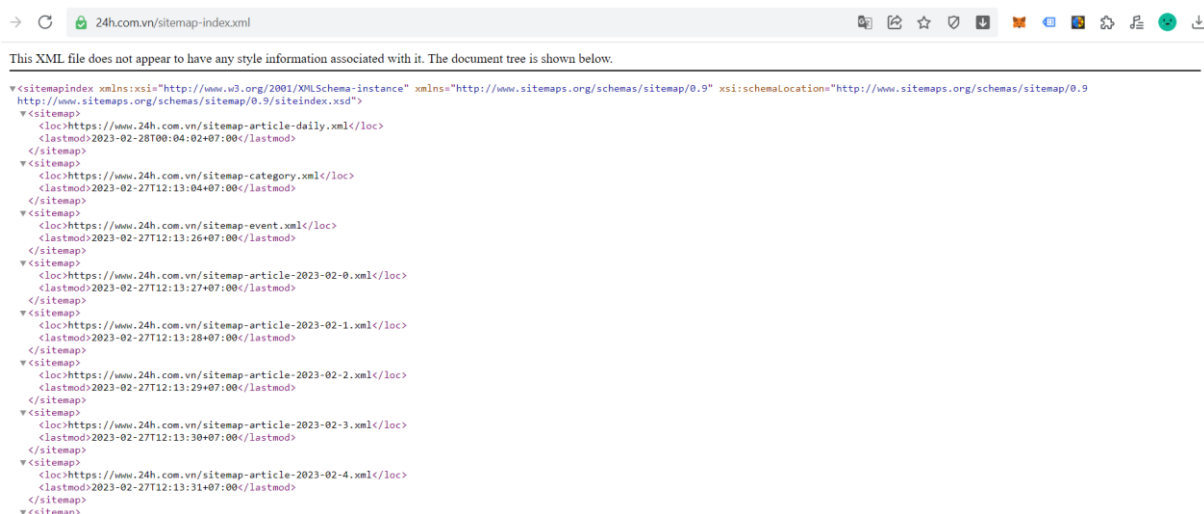 24h.com.vn/sitemap-index.xml
This XML file does not appear to have any style information associated with it. The document tree is shown below.
▼<sitemapindex xmlns:xsi="http://www.w3.org/2001/XMLSchema-instance" xmlns="http://www.sitemaps.org/schemas/sitemap/0.9" xsi:schemaLocation="http://www.sitemaps.org/schemas/sitemap/0.9
http://www.sitemaps.org/schemas/sitemap/0.9/siteindex.xsd">
▼<sitemap>
<loc>https://www.24h.com.vn/sitemap-article-daily.xml</loc>
<lastmod>2023-02-28T00:04:02+07:00</lastmod>
</sitemap>
▼<sitemap>
<loc>https://www.24h.com.vn/sitemap-category.xml</loc>
<lastmod>2023-02-27T12:13:04+07:00</lastmod>
</sitemap>
▼<sitemap>
<loc>https://www.24h.com.vn/sitemap-event.xml</loc>
<lastmod>2023-02-27T12:13:26+07:00</lastmod>
</sitemap>
▼<sitemap>
<loc>https://www.24h.com.vn/sitemap-article-2023-02-0.xml</loc>
<lastmod>2023-02-27T12:13:27+07:00</lastmod>
</sitemap>
▼<sitemap>
<loc>https://www.24h.com.vn/sitemap-article-2023-02-1.xml</loc>
<lastmod>2023-02-27T12:13:28+07:00</lastmod>
</sitemap>
▼<sitemap>
<loc>https://www.24h.com.vn/sitemap-article-2023-02-2.xml</loc>
<lastmod>2023-02-27T12:13:29+07:00</lastmod>
</sitemap>
▼<sitemap>
<loc>https://www.24h.com.vn/sitemap-article-2023-02-3.xml</loc>
<lastmod>2023-02-27T12:13:30+07:00</lastmod>
</sitemap>
▼<sitemap>
<loc>https://www.24h.com.vn/sitemap-article-2023-02-4.xml</loc>
<lastmod>2023-02-27T12:13:31+07:00</lastmod>
</sitemap>
▼<sitemap>